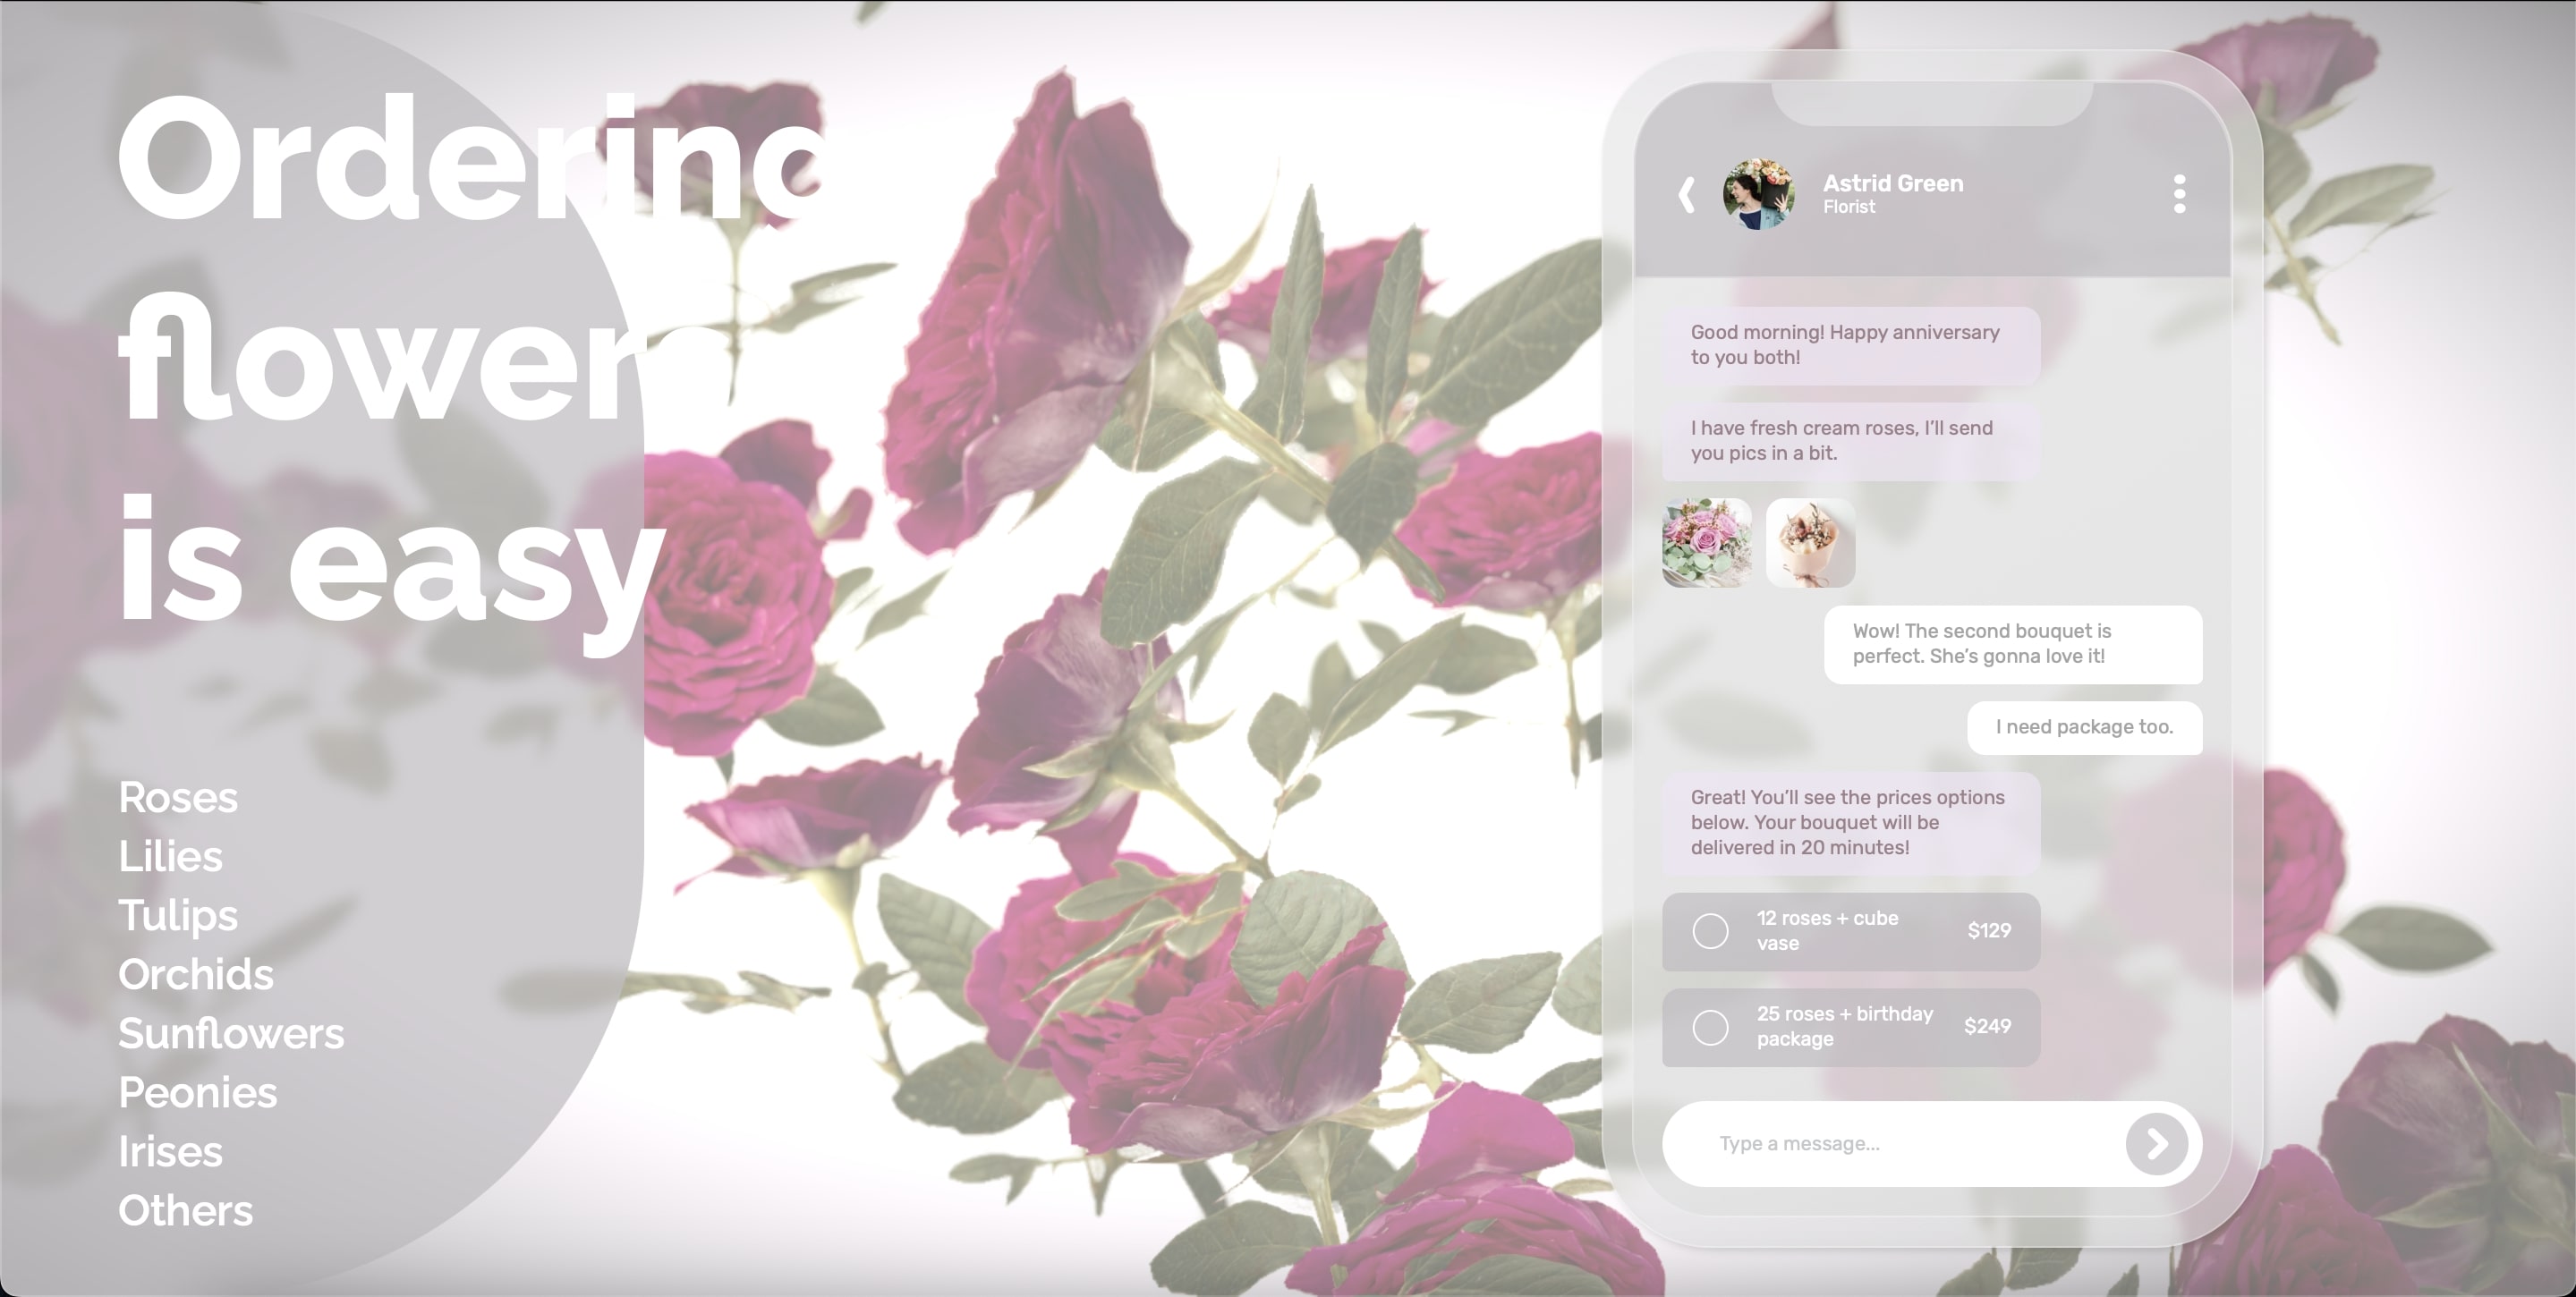 Ordering
flowers
is easy
Roses
Lilies
Tulips
Orchids
Sunflowers
Peonies
Irises
Others
Astrid Green
Florist
Good morning! Happy anniversary
to you both!
I have fresh cream roses, I’ll send
you pics in a bit.
Wow! The second bouquet is
perfect. She’s gonna love it!
I need package too.
Great! You’ll see the prices options
below. Your bouquet will be
delivered in 20 minutes!
12 roses + cube
vase
$129
25 roses + birthday
package
$249
Type a message...